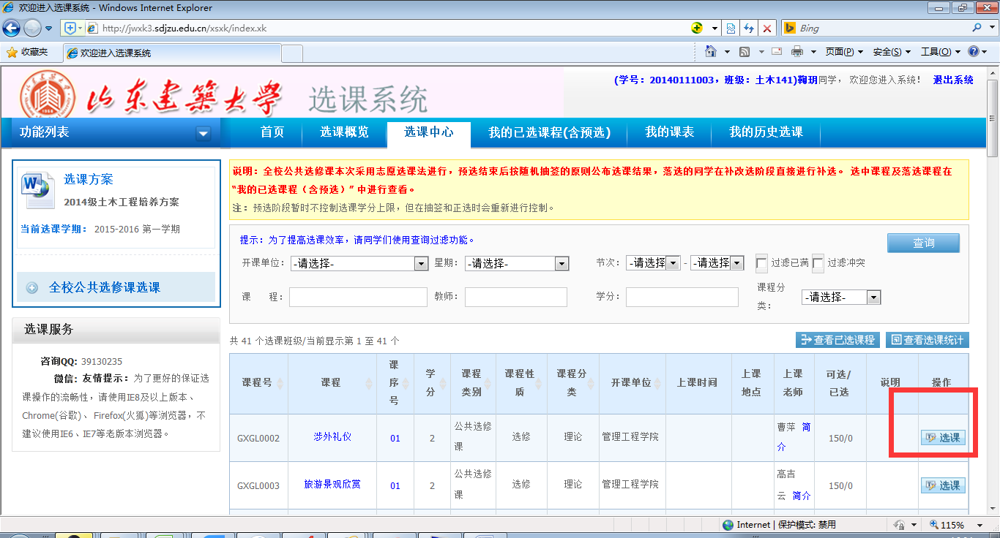 欢迎进入选课系统 - Windows Internet Explorer
http://jwxk3.sdjzu.edu.cn/xsxk/index.xk
Bing
收藏夹
欢迎进入选课系统
页面(P)
安全(S)
工具(O)
山东建筑大学
选课系统
(学号: 20140111003，班级: 土木141)鞠玥同学， 欢迎您进入系统! 退出系统
功能列表
首页
选课概览
选课中心
我的已选课程(含预选)
我的课表
我的历史选课
选课方案
2014级土木工程培养方案
当前选课学期： 2015-2016 第一学期
全校公共选修课选课
选课服务
咨询QQ: 39130235
微信: 友情提示: 为了更好的保证选
课操作的流畅性，请使用IE8及以上版本、
Chrome(谷歌)、Firefox(火狐)等浏览器，不
建议使用IE6、IE7等老版本浏览器。
说明：全校公共选修课本次采用志愿选课法进行，预选结束后按随机抽签的原则公布选课结果，落选的同学在补改选阶段直接进行补选。 选中课程及落选课程在
“我的已选课程（含预选）”中进行查看。
注：预选阶段暂时不控制选课学分上限，但在抽签和正选时会重新进行控制。
提示：为了提高选课效率，请同学们使用查询过滤功能。
查询
开课单位： -请选择- 星期： -请选择- 节次： -请选择 - -请选择 过滤已满 过滤冲突
课 程： 教师： 学分： 课程分
类： -请选择-
共 41 个选课班级/当前显示第 1 至 41 个
查看已选课程
查看选课统计
课程号
课程
课
序
号
学
分
课程
类别
课程性
质
课程分
类
开课单位
上课时间
上课
地点
上课
老师
可选/
已选
说明
操作
GXGL0002
涉外礼仪
01
2
公共选修
课
选修
理论
管理工程学院
曹萍 简
介
150/0
选课
GXGL0003
旅游景观欣赏
01
2
公共选修
课
选修
理论
管理工程学院
高吉
云 简介
150/0
选课
Internet | 保护模式: 禁用
115%